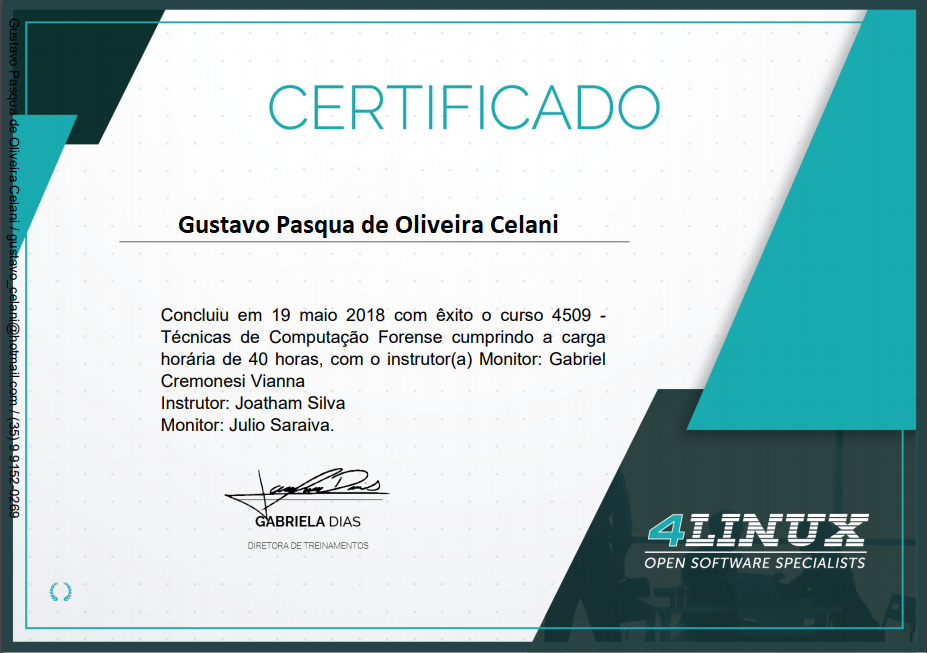 CERTIFICADO
Gustavo Pasqua de Oliveira Celani
Concluiu em 19 maio 2018 com êxito o curso 4509 -
Técnicas de Computação Forense cumprindo a carga
horária de 40 horas, com o instrutor(a) Monitor: Gabriel
Cremonesi Vianna
Instrutor: Joatham Silva
Monitor: Julio Saraiva.
GABRIELA DIAS
DIRETORA DE TREINAMENTOS
4LINUX
OPEN SOFTWARE SPECIALISTS
Gustavo Pasqua de Oliveira Celani / gustavo_celani@hotmail.com / (35) 9 9152-0269